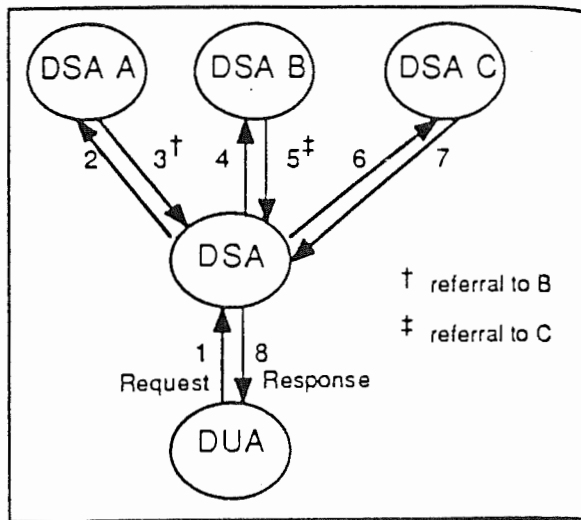 DSA A DSA B DSA C
2 3† 4 5‡ 6 7
DSA
† referral to B
‡ referral to C
1 8
Request Response
DUA